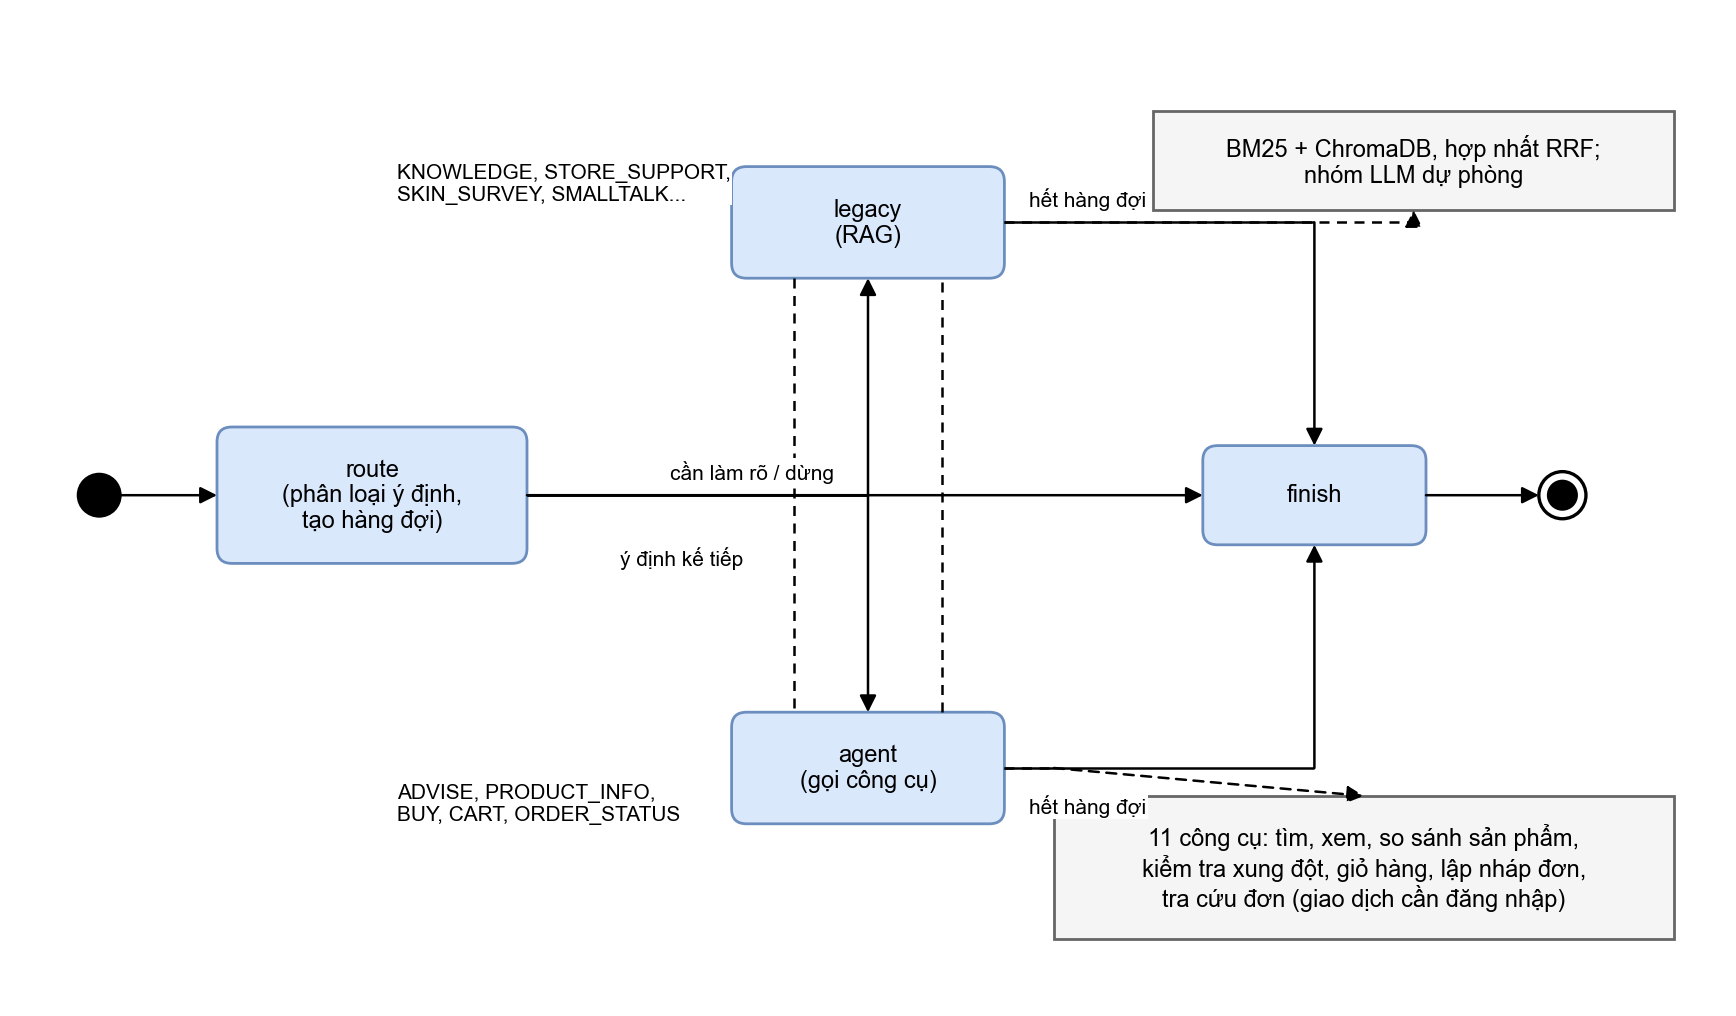 BM25 + ChromaDB, hợp nhất RRF;
nhóm LLM dự phòng
KNOWLEDGE, STORE_SUPPORT,
SKIN_SURVEY, SMALLTALK...
legacy
(RAG)
hết hàng đợi
route
(phân loại ý định,
tạo hàng đợi)
cần làm rõ / dừng
finish
ý định kế tiếp
agent
(gọi công cụ)
ADVISE, PRODUCT_INFO,
BUY, CART, ORDER_STATUS
hết hàng đợi
11 công cụ: tìm, xem, so sánh sản phẩm,
kiểm tra xung đột, giỏ hàng, lập nháp đơn,
tra cứu đơn (giao dịch cần đăng nhập)